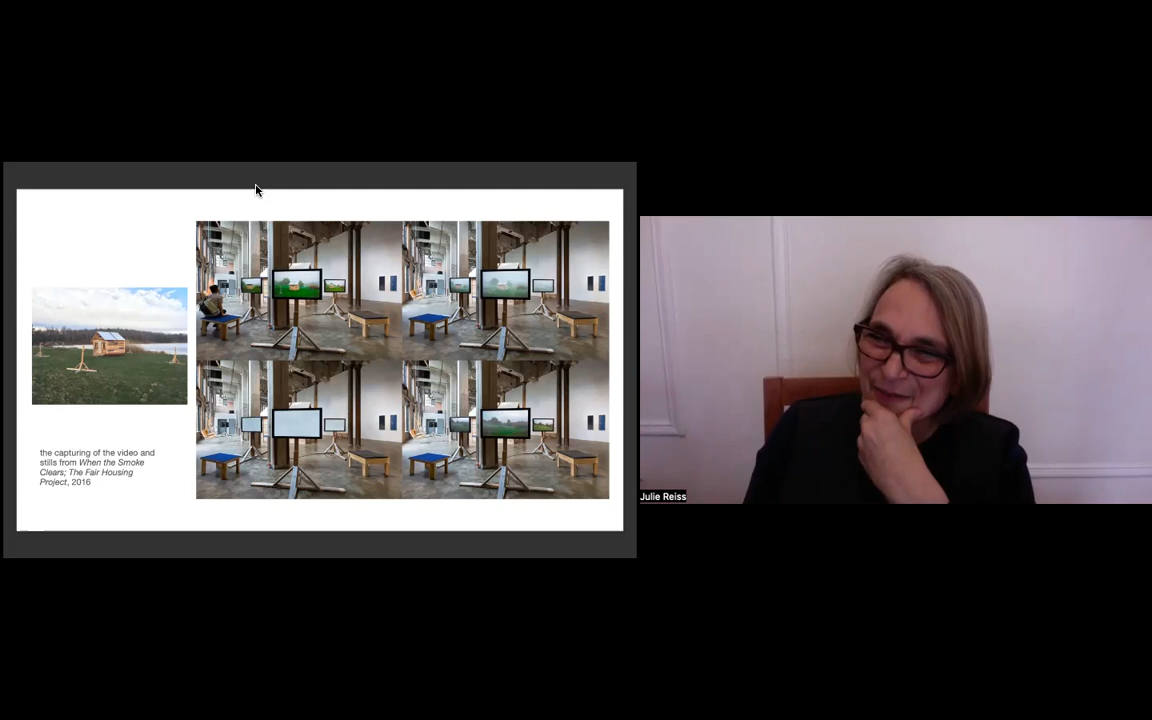 the capturing of the video and
stills from When the Smoke
Clears; The Fair Housing
Project, 2016
Julie Reiss